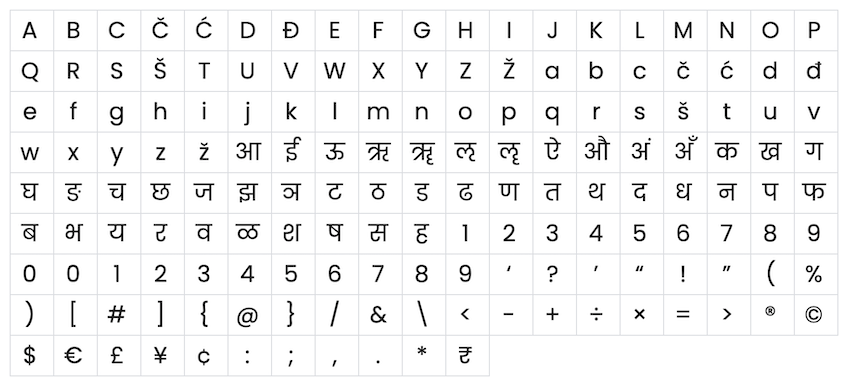 A B C Č Ć D Đ E F G H I J K L M N O P
Q R S Š T U V W X Y Z Ž a b c č ć d đ
e f g h i j k l m n o p q r s š t u v
w x y z ž आ ई ऊ ऋ ॠ ऌ ॡ ऐ औ अं अँ क ख ग
घ ङ च छ ज झ ञ ट ठ ड ढ ण त थ द ध न प फ
ब भ य र व ळ श ष स ह 1 2 3 4 5 6 7 8 9
0 0 1 2 3 4 5 6 7 8 9 ‘ ? ’ “ ! ” ( %
) [ # ] { @ } / & \ < - + ÷ × = > ® ©
$ € £ ¥ ¢ : ; , . * ₹